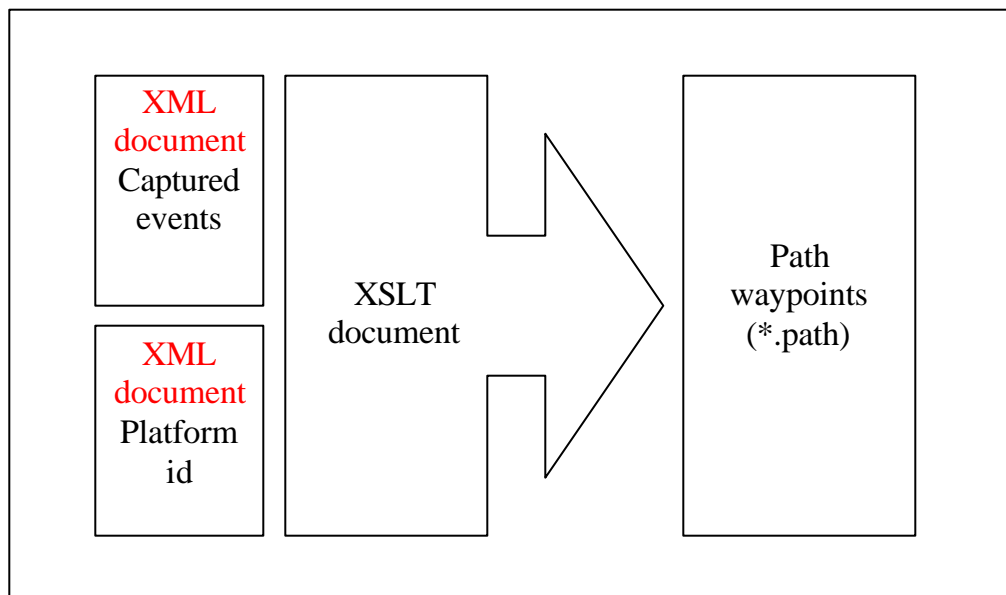 XML
document
Captured
events
XML
document
Platform
id
XSLT
document
Path
waypoints
(*.path)